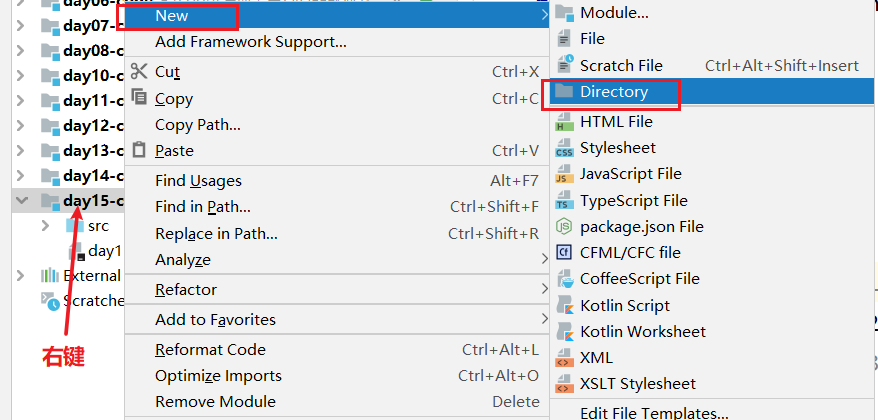 day07-c
day08-c
day10-c
day11-c
day12-c
day13-c
day14-c
day15-c
src
day1
External
Scratche
右键
New
Add Framework Support...
Cut Ctrl+X
Copy Ctrl+C
Copy Path...
Paste Ctrl+V
Find Usages Alt+F7
Find in Path... Ctrl+Shift+F
Replace in Path... Ctrl+Shift+R
Analyze
Refactor
Add to Favorites
Reformat Code Ctrl+Alt+L
Optimize Imports Ctrl+Alt+O
Remove Module Delete
Module...
File
Scratch File Ctrl+Alt+Shift+Insert
Directory
HTML File
Stylesheet
JavaScript File
TypeScript File
package.json File
CFML/CFC file
CoffeeScript File
Kotlin Script
Kotlin Worksheet
XML
XSLT Stylesheet
Edit File Templates...